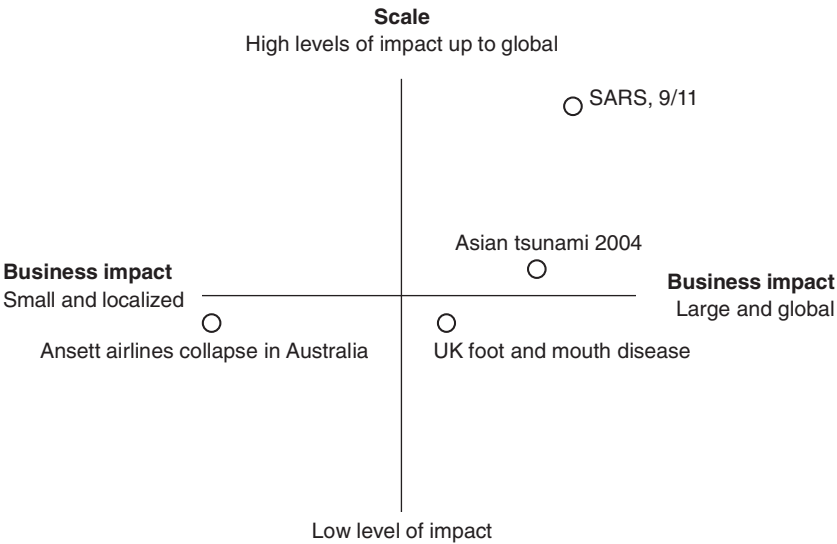 Scale
High levels of impact up to global
SARS, 9/11
Asian tsunami 2004
Business impact
Small and localized
Business impact
Large and global
Ansett airlines collapse in Australia
UK foot and mouth disease
Low level of impact